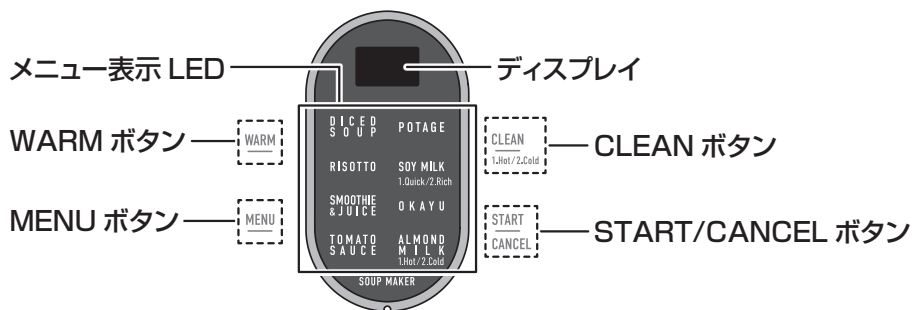 メニュー表示 LED
ディスプレイ
WARM ボタン
WARM
MENU ボタン
MENU
DICED
SOUP
POTAGE
RISOTTO
SOY MILK
1.Quick/2.Rich
SMOOTHIE
&JUICE
OKAYU
TOMATO
SAUCE
ALMOND
MILK
1.Hot/2.Cold
SOUP MAKER
CLEAN
1.Hot/2.Cold
CLEAN ボタン
START
CANCEL
START/CANCEL ボタン